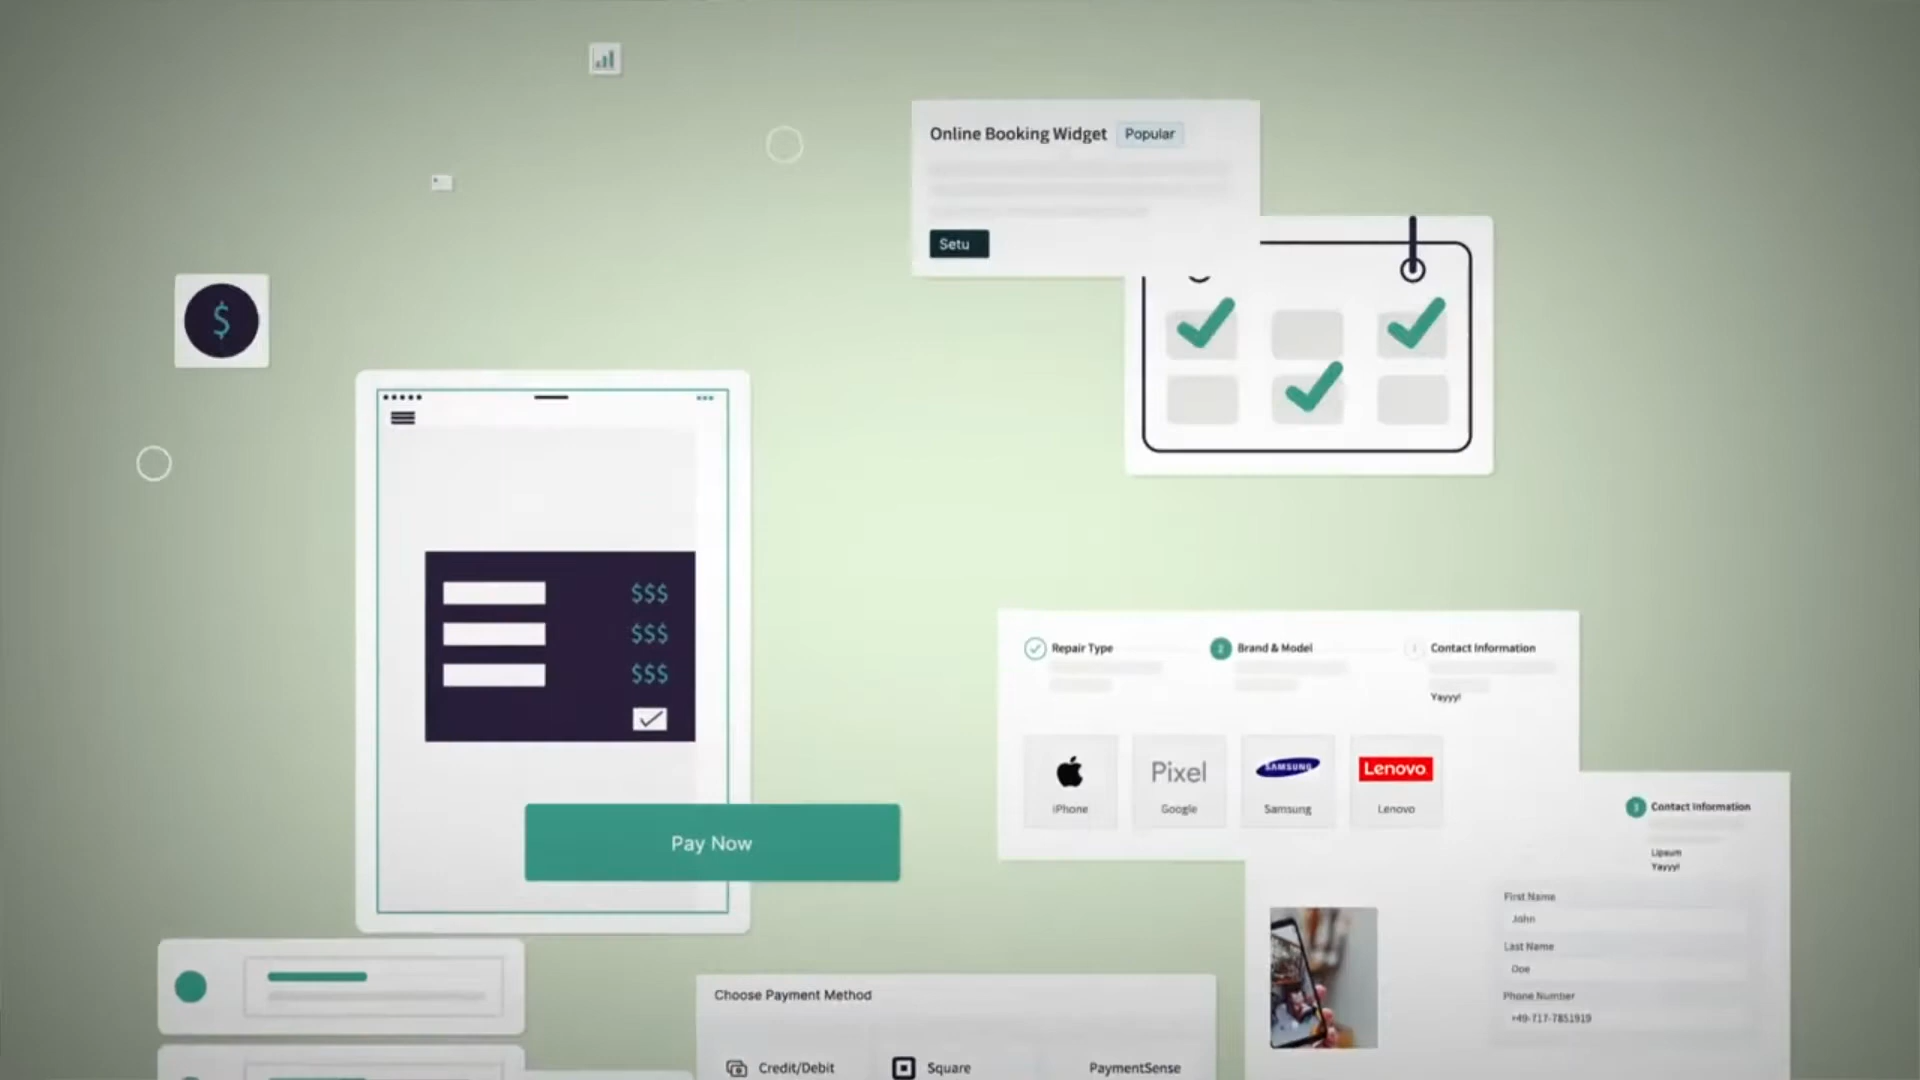 Online Booking Widget
Popular
Setu
$
$$$
$$$
$$$
Pay Now
Repair Type
2
Brand & Model
Contact Information
Yayyy!
Pixel
SAMSUNG
Lenovo
iPhone
Google
Samsung
Lenovo
3
Contact Information
Lipsum
Yayyy!
First Name
John
Last Name
Doe
Phone Number
+49-717-7851919
Choose Payment Method
Credit/Debit
Square
PaymentSense